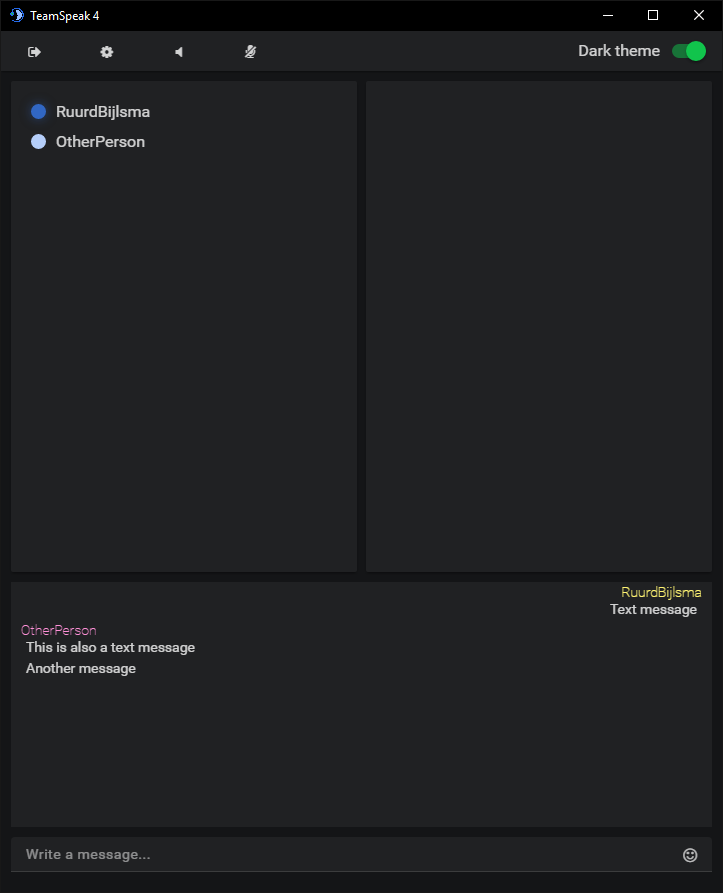 TeamSpeak 4
Dark theme
RuurdBijlsma
OtherPerson
RuurdBijlsma
Text message
OtherPerson
This is also a text message
Another message
Write a message...